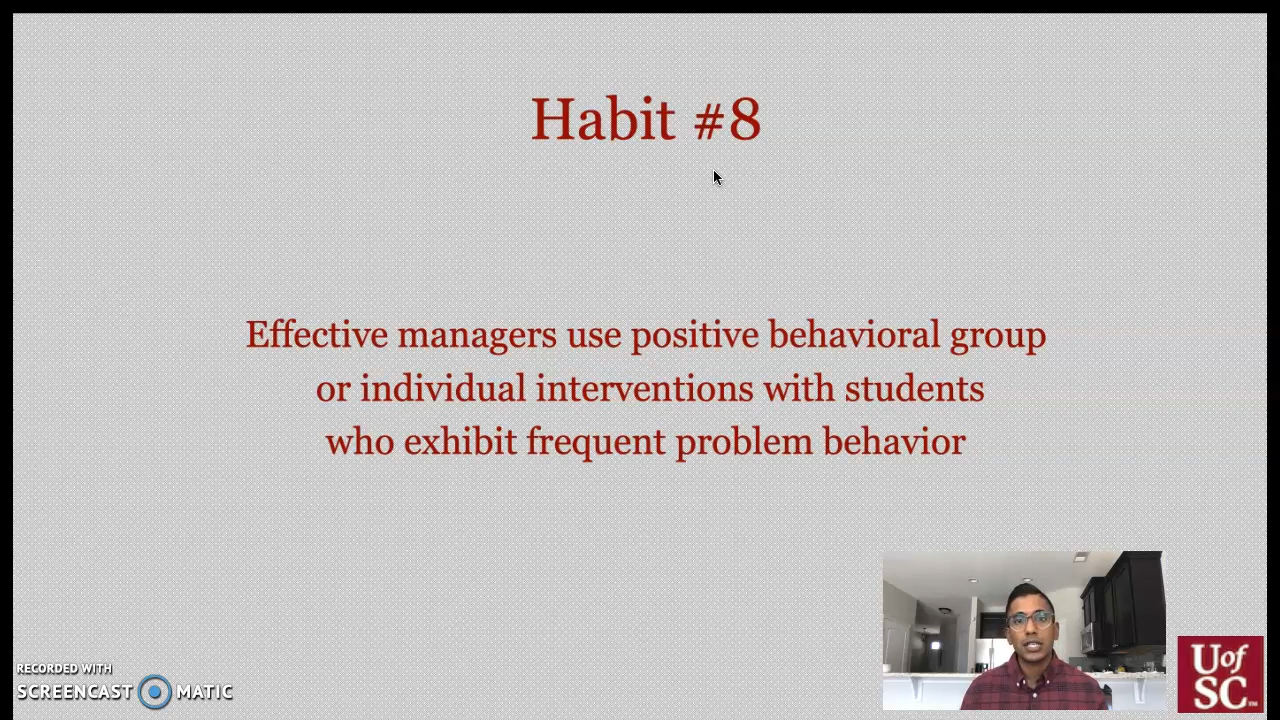 Habit #8
Effective managers use positive behavioral group
or individual interventions with students
who exhibit frequent problem behavior
RECORDED WITH
SCREENCAST MATIC
U of
SC